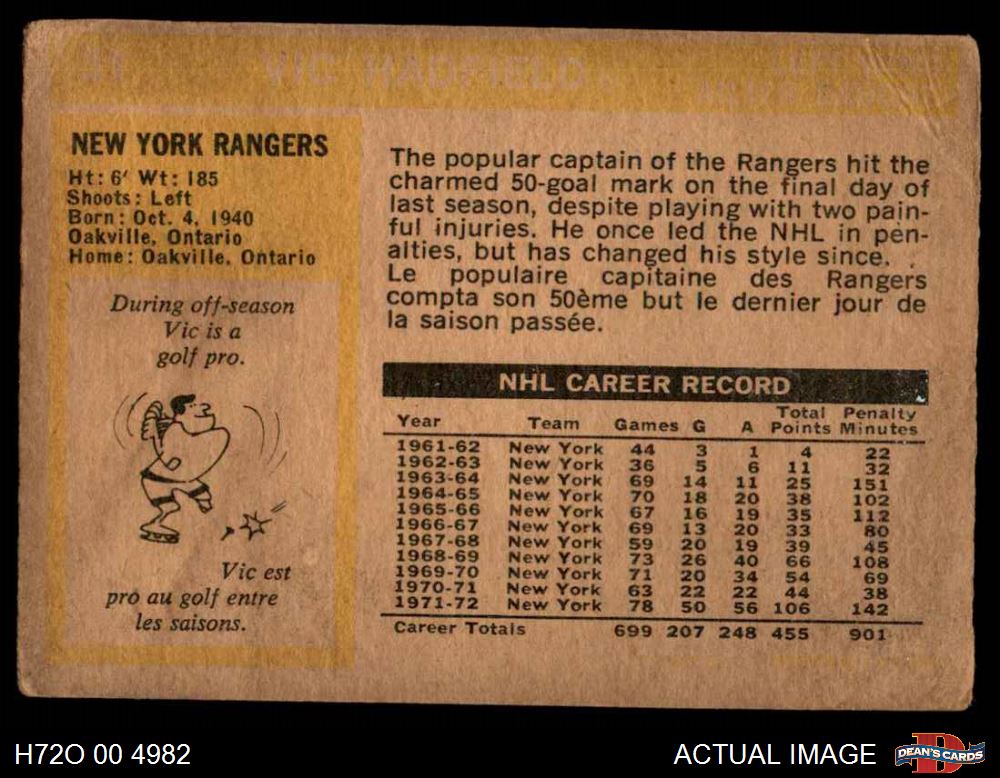 31 VIC HADFIELD
NEW YORK RANGERS
Ht: 6' Wt: 185
Shoots: Left
Born: Oct. 4, 1940
Oakville, Ontario
Home: Oakville, Ontario
During off-season
Vic is a
golf pro.
Vic est
pro au golf entre
les saisons.
The popular captain of the Rangers hit the
charmed 50-goal mark on the final day of
last season, despite playing with two pain-
ful injuries. He once led the NHL in pen-
alties, but has changed his style since.
Le populaire capitaine des Rangers
compta son 50ème but le dernier jour de
la saison passée.
NHL CAREER RECORD
Year Team Games G A Total Points Penalty Minutes
1961-62 New York 44 3 1 4 22
1962-63 New York 36 5 6 11 32
1963-64 New York 69 14 11 25 151
1964-65 New York 70 18 20 38 102
1965-66 New York 67 16 19 35 112
1966-67 New York 69 13 20 33 80
1967-68 New York 59 20 19 39 45
1968-69 New York 73 26 40 66 108
1969-70 New York 71 20 34 54 69
1970-71 New York 63 22 22 44 38
1971-72 New York 78 50 56 106 142
Career Totals 699 207 248 455 901
H72O 00 4982
ACTUAL IMAGE
DEAN'S CARDS